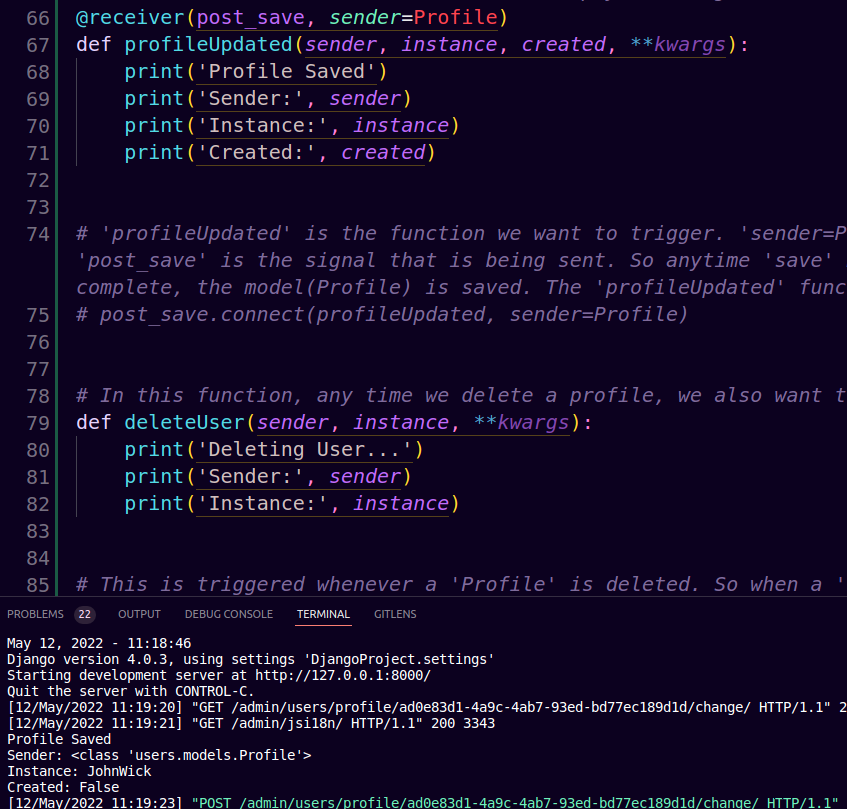 66 @receiver(post_save, sender=Profile)
67 def profileUpdated(sender, instance, created, **kwargs):
68     print('Profile Saved')
69     print('Sender:', sender)
70     print('Instance:', instance)
71     print('Created:', created)
72
73
74 # 'profileUpdated' is the function we want to trigger. 'sender=P
'post_save' is the signal that is being sent. So anytime 'save'
complete, the model(Profile) is saved. The 'profileUpdated' func
75 # post_save.connect(profileUpdated, sender=Profile)
76
77
78 # In this function, any time we delete a profile, we also want t
79 def deleteUser(sender, instance, **kwargs):
80     print('Deleting User...')
81     print('Sender:', sender)
82     print('Instance:', instance)
83
84
85 # This is triggered whenever a 'Profile' is deleted. So when a '
PROBLEMS 22 OUTPUT DEBUG CONSOLE TERMINAL GITLENS
May 12, 2022 - 11:18:46
Django version 4.0.3, using settings 'DjangoProject.settings'
Starting development server at http://127.0.0.1:8000/
Quit the server with CONTROL-C.
[12/May/2022 11:19:20] "GET /admin/users/profile/ad0e83d1-4a9c-4ab7-93ed-bd77ec189d1d/change/ HTTP/1.1" 2
[12/May/2022 11:19:21] "GET /admin/jsi18n/ HTTP/1.1" 200 3343
Profile Saved
Sender: <class 'users.models.Profile'>
Instance: JohnWick
Created: False
[12/May/2022 11:19:23] "POST /admin/users/profile/ad0e83d1-4a9c-4ab7-93ed-bd77ec189d1d/change/ HTTP/1.1"